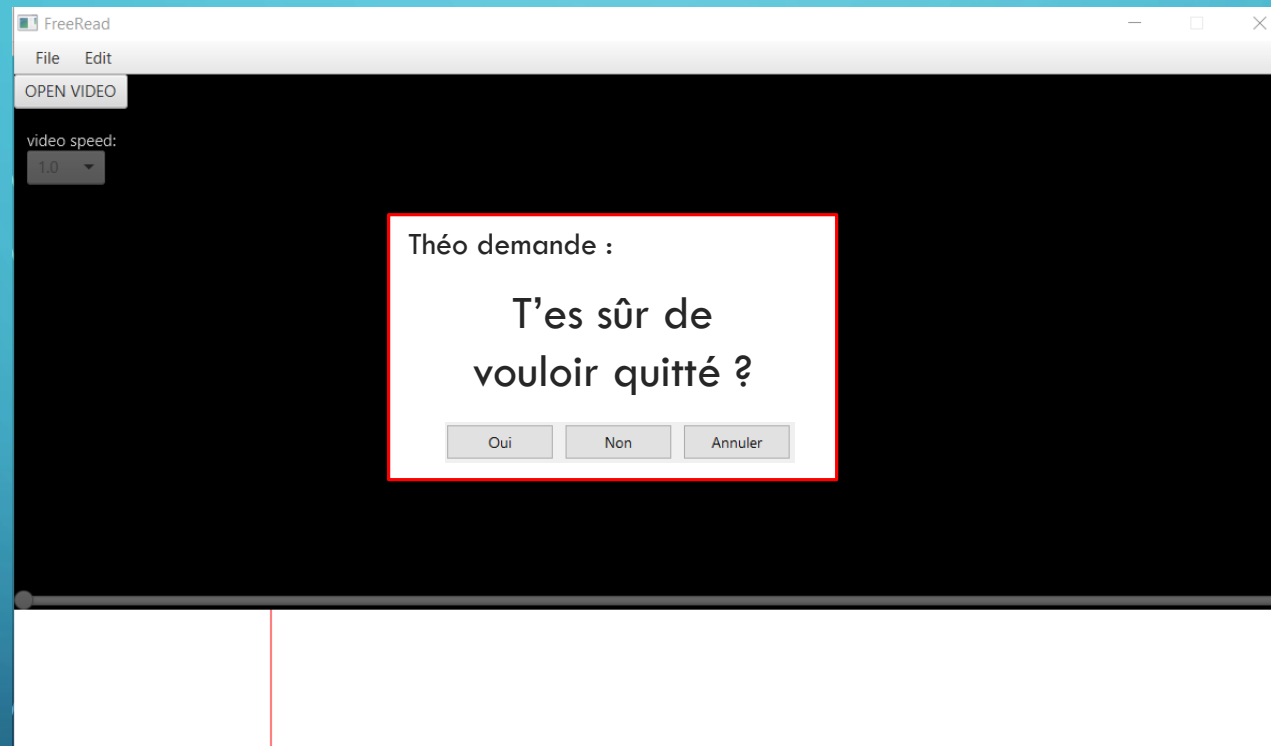 FreeRead
File Edit
OPEN VIDEO
video speed:
1.0
Théo demande :
T’es sûr de
vouloir quitté ?
Oui Non Annuler